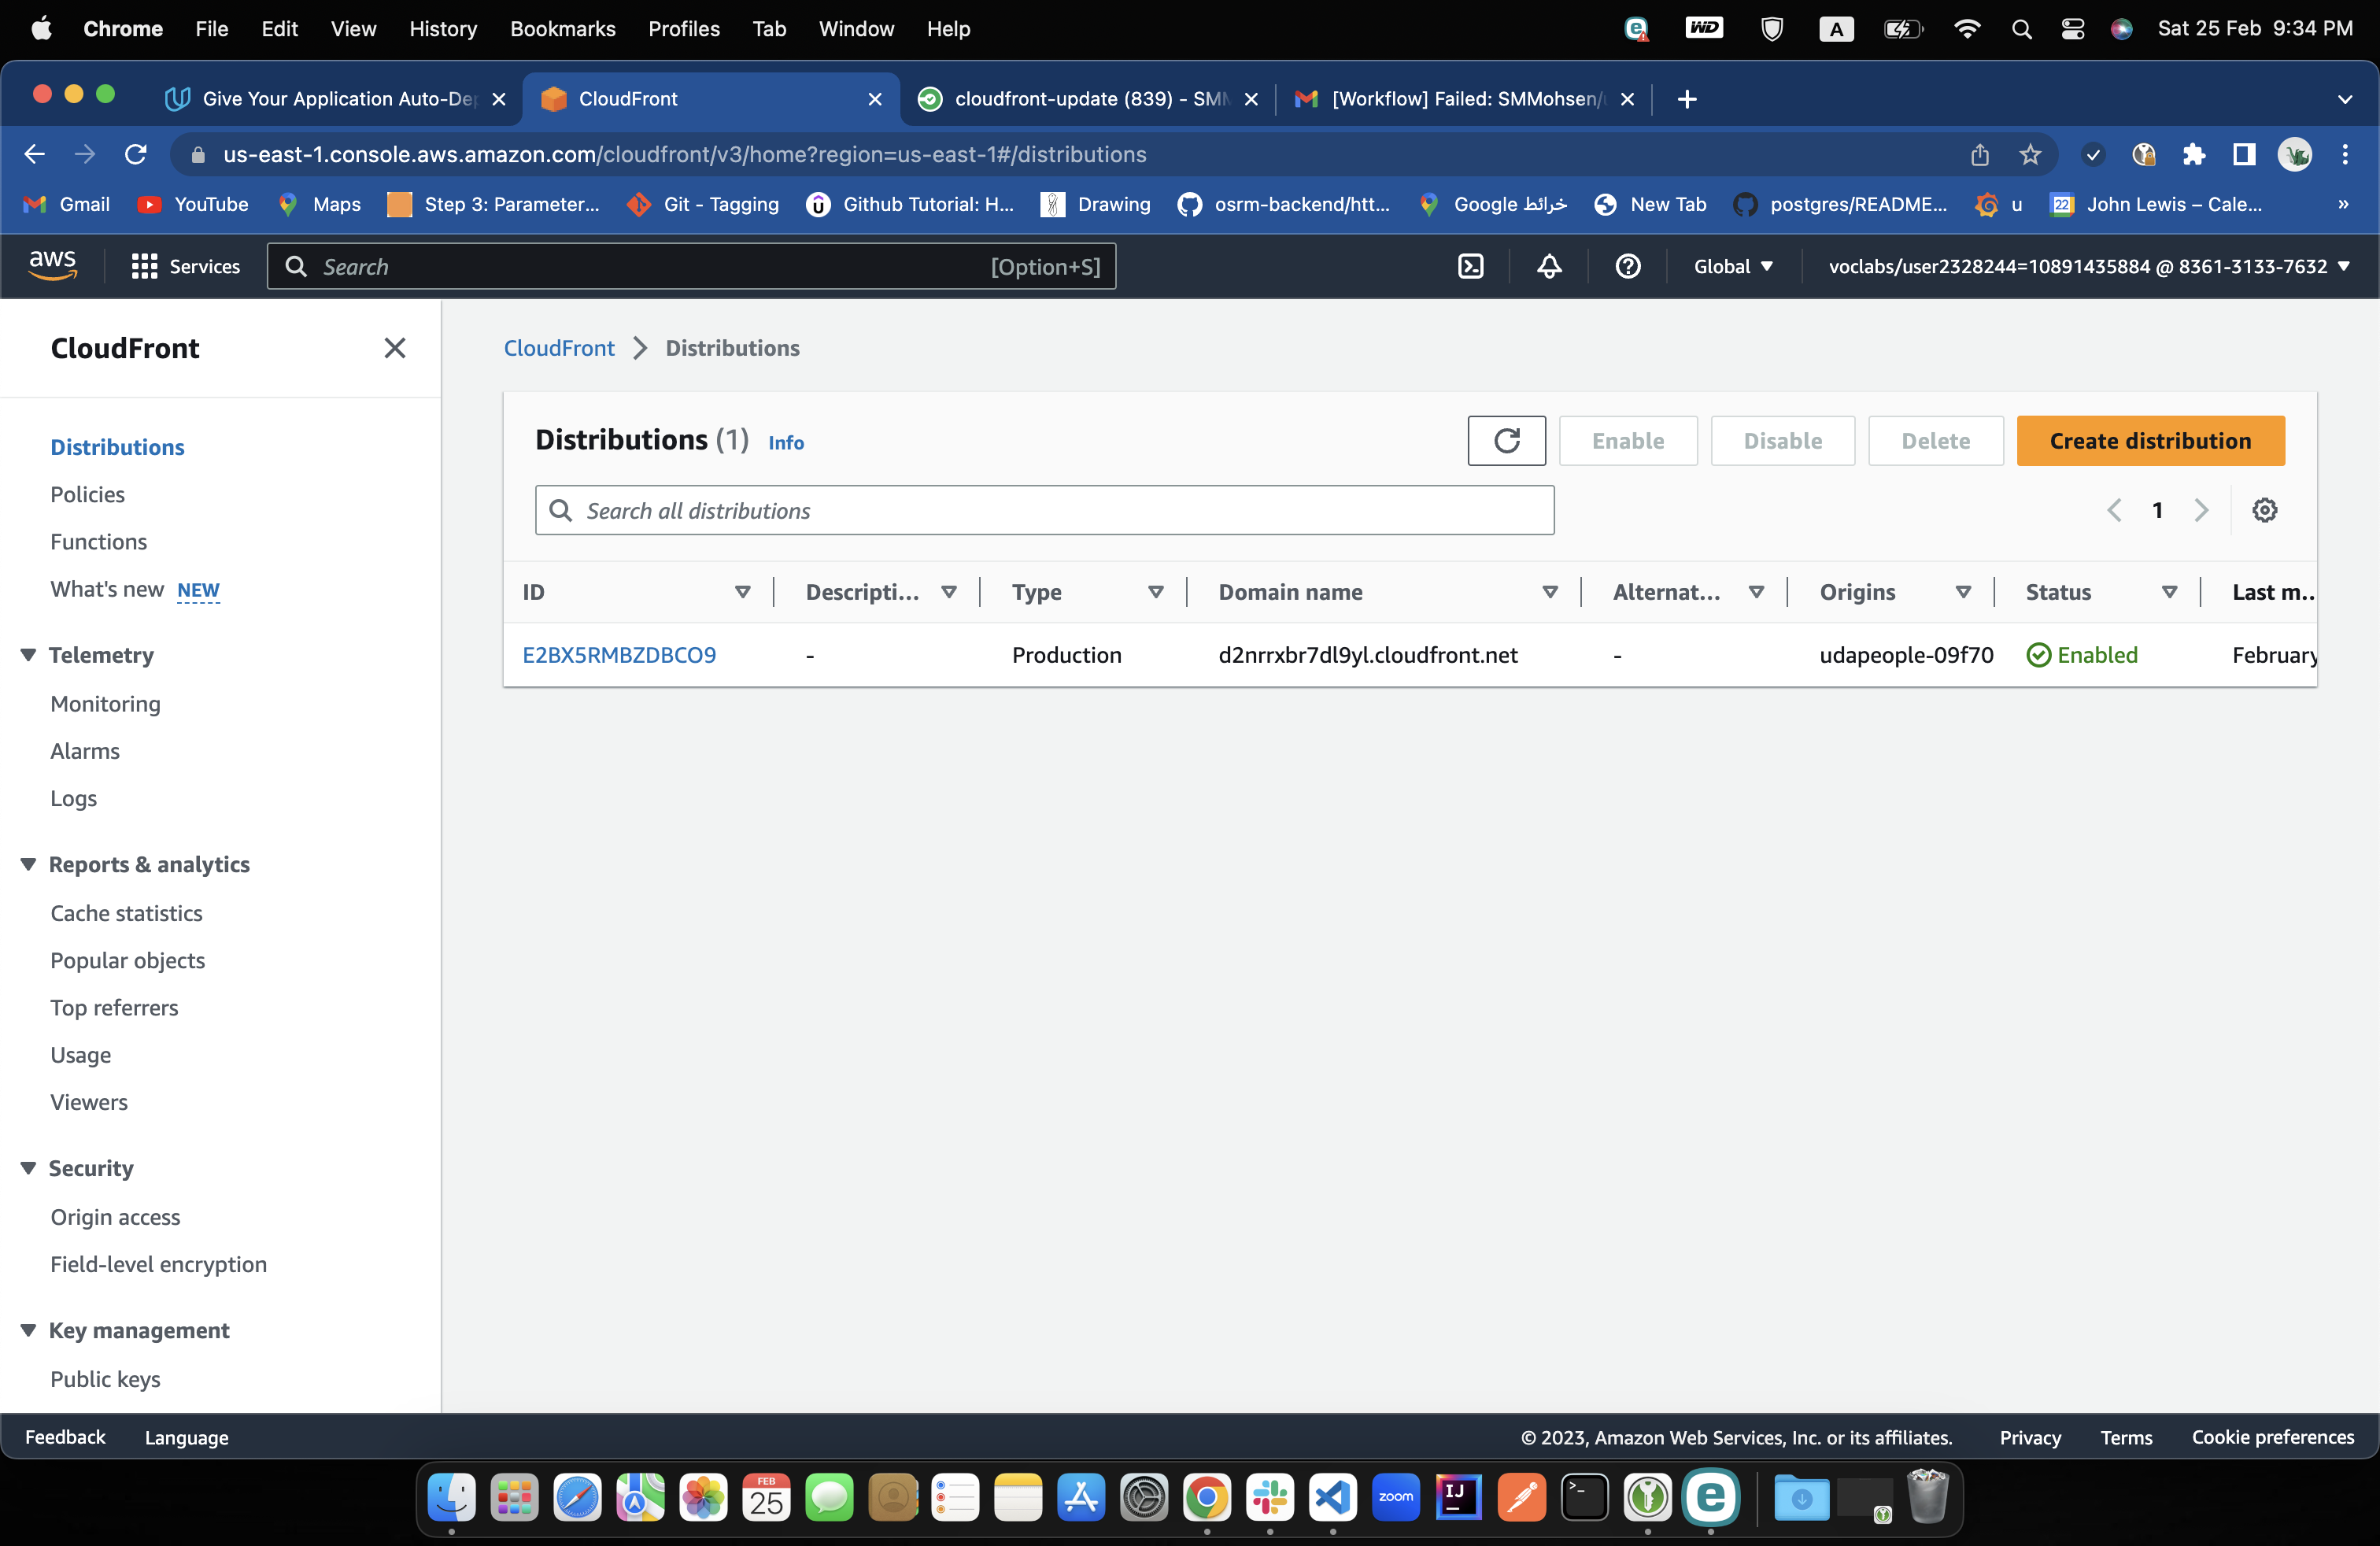 Chrome File Edit View History Bookmarks Profiles Tab Window Help WD A Sat 25 Feb 9:34 PM
Give Your Application Auto-Dep CloudFront cloudfront-update (839) - SMM [Workflow] Failed: SMMohsen/u
us-east-1.console.aws.amazon.com/cloudfront/v3/home?region=us-east-1#/distributions
Gmail YouTube Maps Step 3: Parameter... Git - Tagging Github Tutorial: H... Drawing osrm-backend/htt... Google خرائط New Tab postgres/README... u 22 John Lewis – Cale... »
aws Services Search [Option+S] Global voclabs/user2328244=10891435884 @ 8361-3133-7632
CloudFront
CloudFront Distributions
Distributions
Policies
Functions
What's new NEW
Telemetry
Monitoring
Alarms
Logs
Reports & analytics
Cache statistics
Popular objects
Top referrers
Usage
Viewers
Security
Origin access
Field-level encryption
Key management
Public keys
Distributions (1) Info Enable Disable Delete Create distribution
Search all distributions 1
ID Descripti... Type Domain name Alternat... Origins Status Last m...
E2BX5RMBZDBCO9 - Production d2nrrxbr7dl9yl.cloudfront.net - udapeople-09f70 Enabled February
Feedback Language © 2023, Amazon Web Services, Inc. or its affiliates. Privacy Terms Cookie preferences
FEB
25
zoom
IJ
e